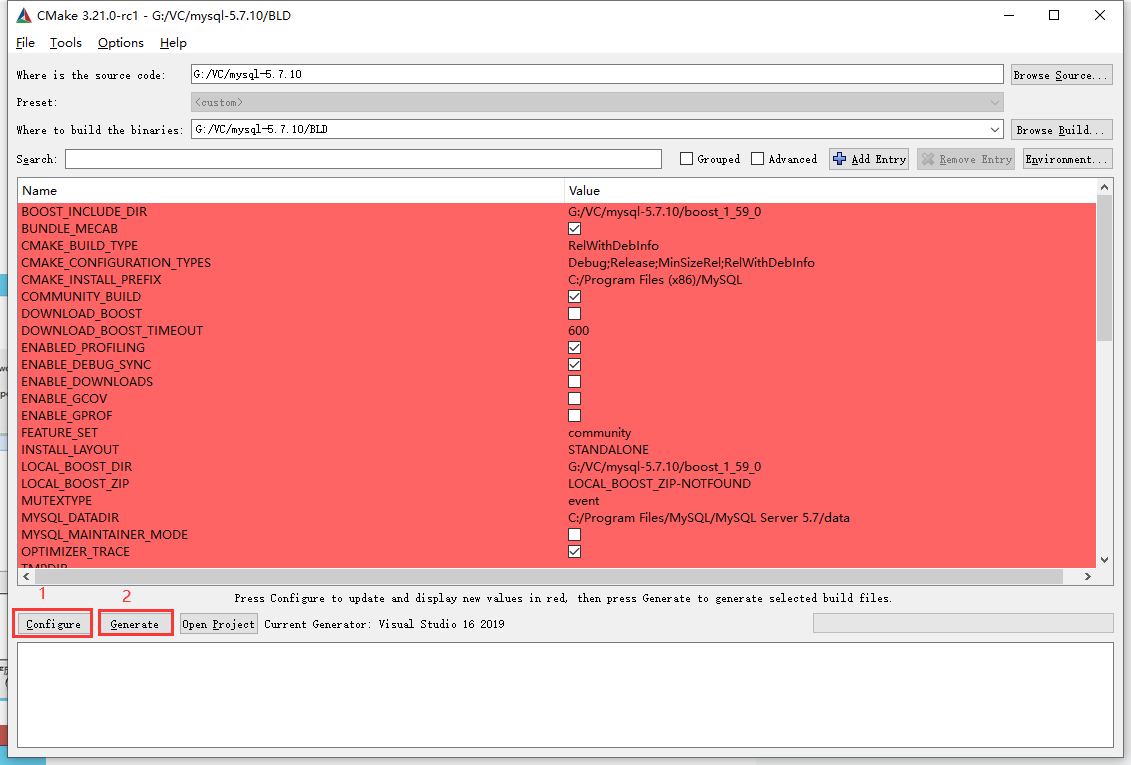 CMake 3.21.0-rc1 - G:/VC/mysql-5.7.10/BLD
File Tools Options Help
Where is the source code: G:/VC/mysql-5.7.10 Browse Source...
Preset: <custom>
Where to build the binaries: G:/VC/mysql-5.7.10/BLD Browse Build...
Search: Grouped Advanced Add Entry Remove Entry Environment...
Name Value
BOOST_INCLUDE_DIR G:/VC/mysql-5.7.10/boost_1_59_0
BUNDLE_MECAB
CMAKE_BUILD_TYPE RelWithDebInfo
CMAKE_CONFIGURATION_TYPES Debug;Release;MinSizeRel;RelWithDebInfo
CMAKE_INSTALL_PREFIX C:/Program Files (x86)/MySQL
COMMUNITY_BUILD
DOWNLOAD_BOOST
DOWNLOAD_BOOST_TIMEOUT 600
ENABLED_PROFILING
ENABLE_DEBUG_SYNC
ENABLE_DOWNLOADS
ENABLE_GCOV
ENABLE_GPROF
FEATURE_SET community
INSTALL_LAYOUT STANDALONE
LOCAL_BOOST_DIR G:/VC/mysql-5.7.10/boost_1_59_0
LOCAL_BOOST_ZIP LOCAL_BOOST_ZIP-NOTFOUND
MUTEXTYPE event
MYSQL_DATADIR C:/Program Files/MySQL/MySQL Server 5.7/data
MYSQL_MAINTAINER_MODE
OPTIMIZER_TRACE
TMPDIR
1 2
Press Configure to update and display new values in red, then press Generate to generate selected build files.
Configure Generate Open Project Current Generator: Visual Studio 16 2019